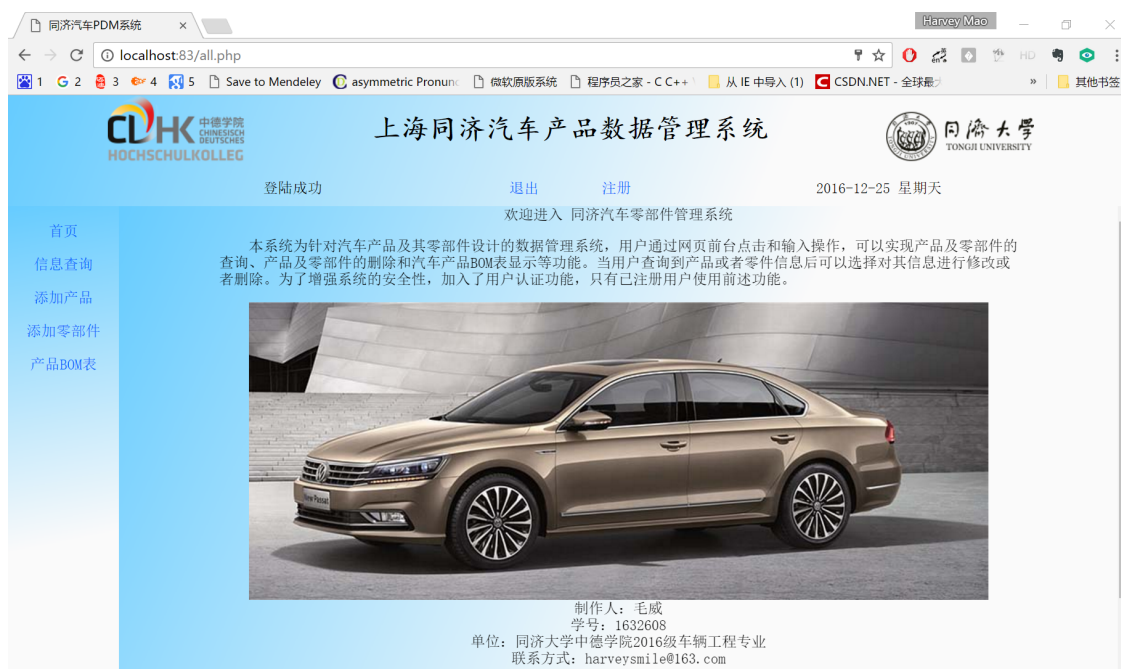 同济汽车PDM系统
Harvey Mao
localhost:83/all.php
HD
1 G 2 3 4 5 Save to Mendeley asymmetric Pronunc 微软原版系统 程序员之家 - C C++ 从 IE 中导入 (1) CSDN.NET - 全球最 » 其他书签
CDHK 中德学院
CHINESISCH
DEUTSCHES
HOCHSCHULKOLLEG
上海同济汽车产品数据管理系统
同济大学
TONGJI UNIVERSITY
登陆成功 退出 注册 2016-12-25 星期天
首页
信息查询
添加产品
添加零部件
产品BOM表
欢迎进入 同济汽车零部件管理系统
本系统为针对汽车产品及其零部件设计的数据管理系统，用户通过网页前台点击和输入操作，可以实现产品及零部件的
查询、产品及零部件的删除和汽车产品BOM表显示等功能。当用户查询到产品或者零件信息后可以选择对其信息进行修改或
者删除。为了增强系统的安全性，加入了用户认证功能，只有已注册用户使用前述功能。
New Passat
制作人：毛威
学号：1632608
单位：同济大学中德学院2016级车辆工程专业
联系方式：harveysmile@163.com